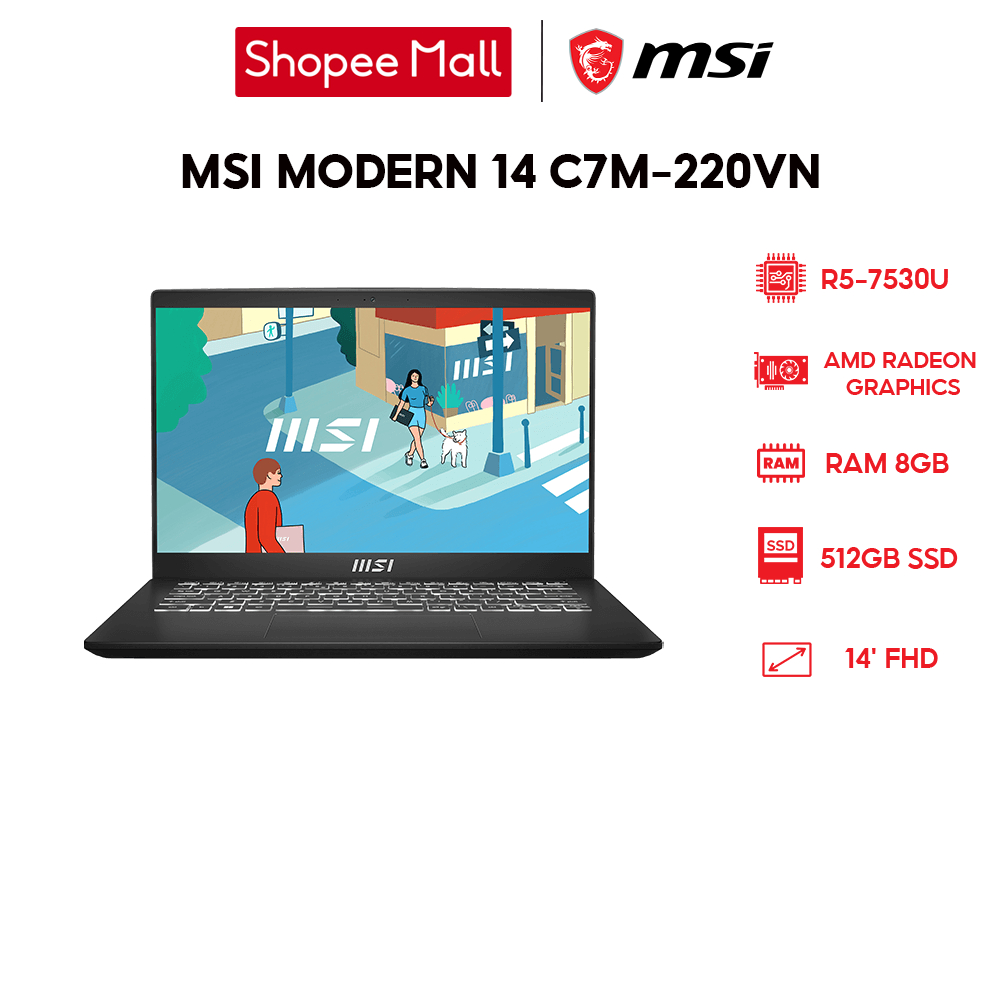 Shopee Mall
msi
MSI MODERN 14 C7M-220VN
R5-7530U
AMD RADEON
GRAPHICS
RAM
RAM 8GB
SSD
512GB SSD
14' FHD
msi
msi
msi
msi